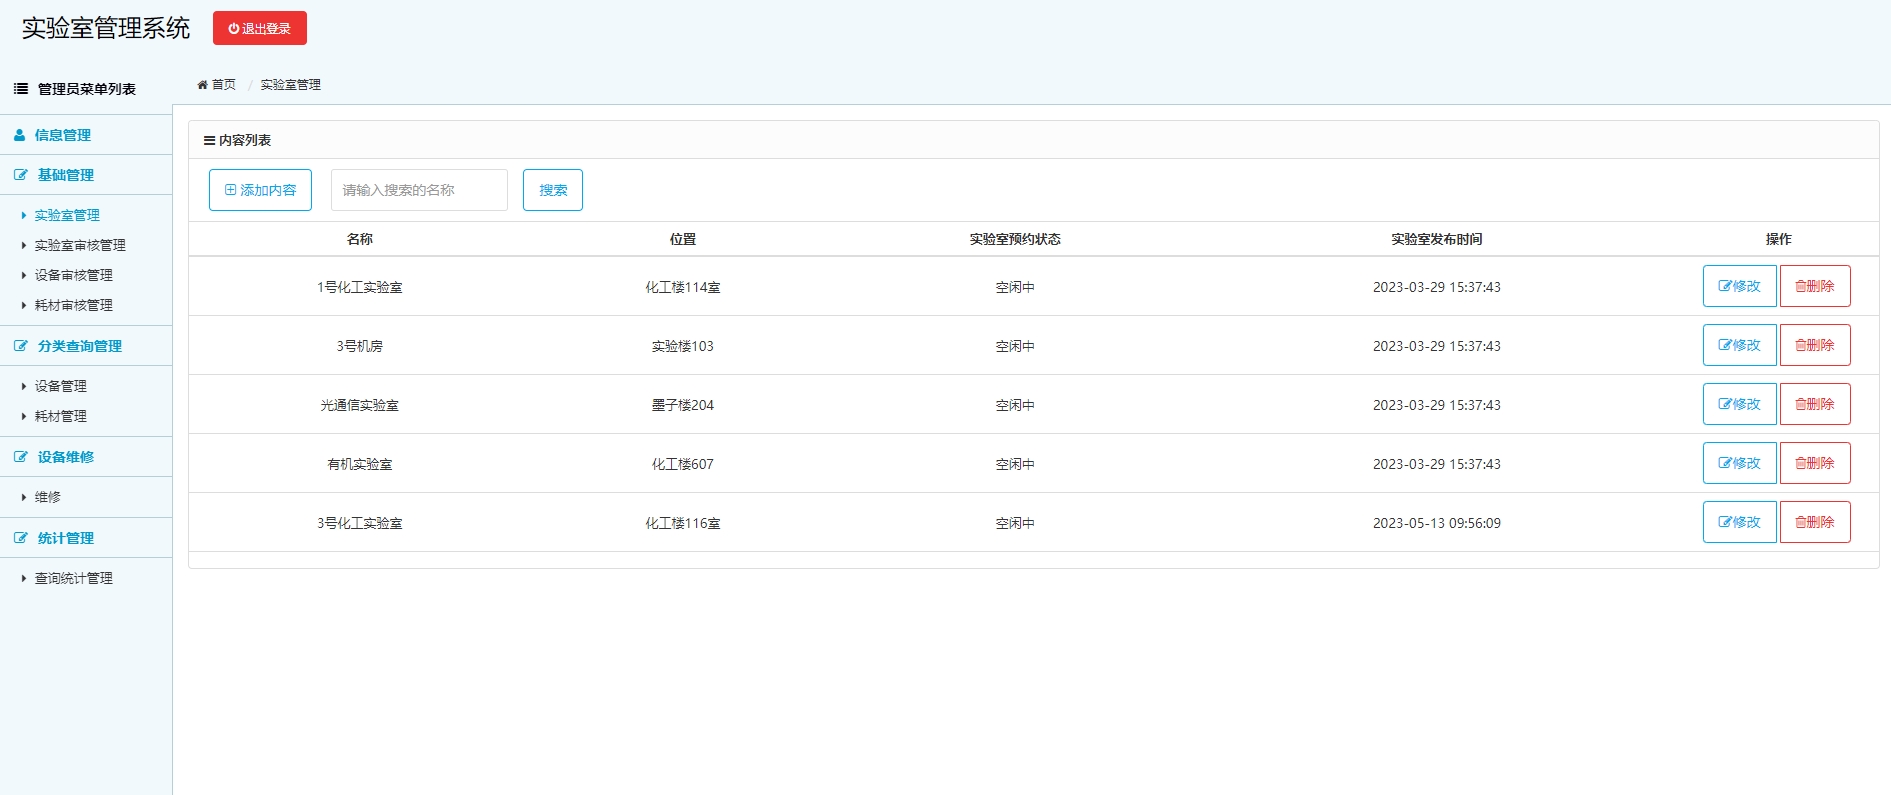 实验室管理系统 退出登录
管理员菜单列表
信息管理
基础管理
实验室管理
实验室审核管理
设备审核管理
耗材审核管理
分类查询管理
设备管理
耗材管理
设备维修
维修
统计管理
查询统计管理
首页 / 实验室管理
内容列表
添加内容 请输入搜索的名称 搜索
名称 位置 实验室预约状态 实验室发布时间 操作
1号化工实验室 化工楼114室 空闲中 2023-03-29 15:37:43 修改 删除
3号机房 实验楼103 空闲中 2023-03-29 15:37:43 修改 删除
光通信实验室 墨子楼204 空闲中 2023-03-29 15:37:43 修改 删除
有机实验室 化工楼607 空闲中 2023-03-29 15:37:43 修改 删除
3号化工实验室 化工楼116室 空闲中 2023-05-13 09:56:09 修改 删除